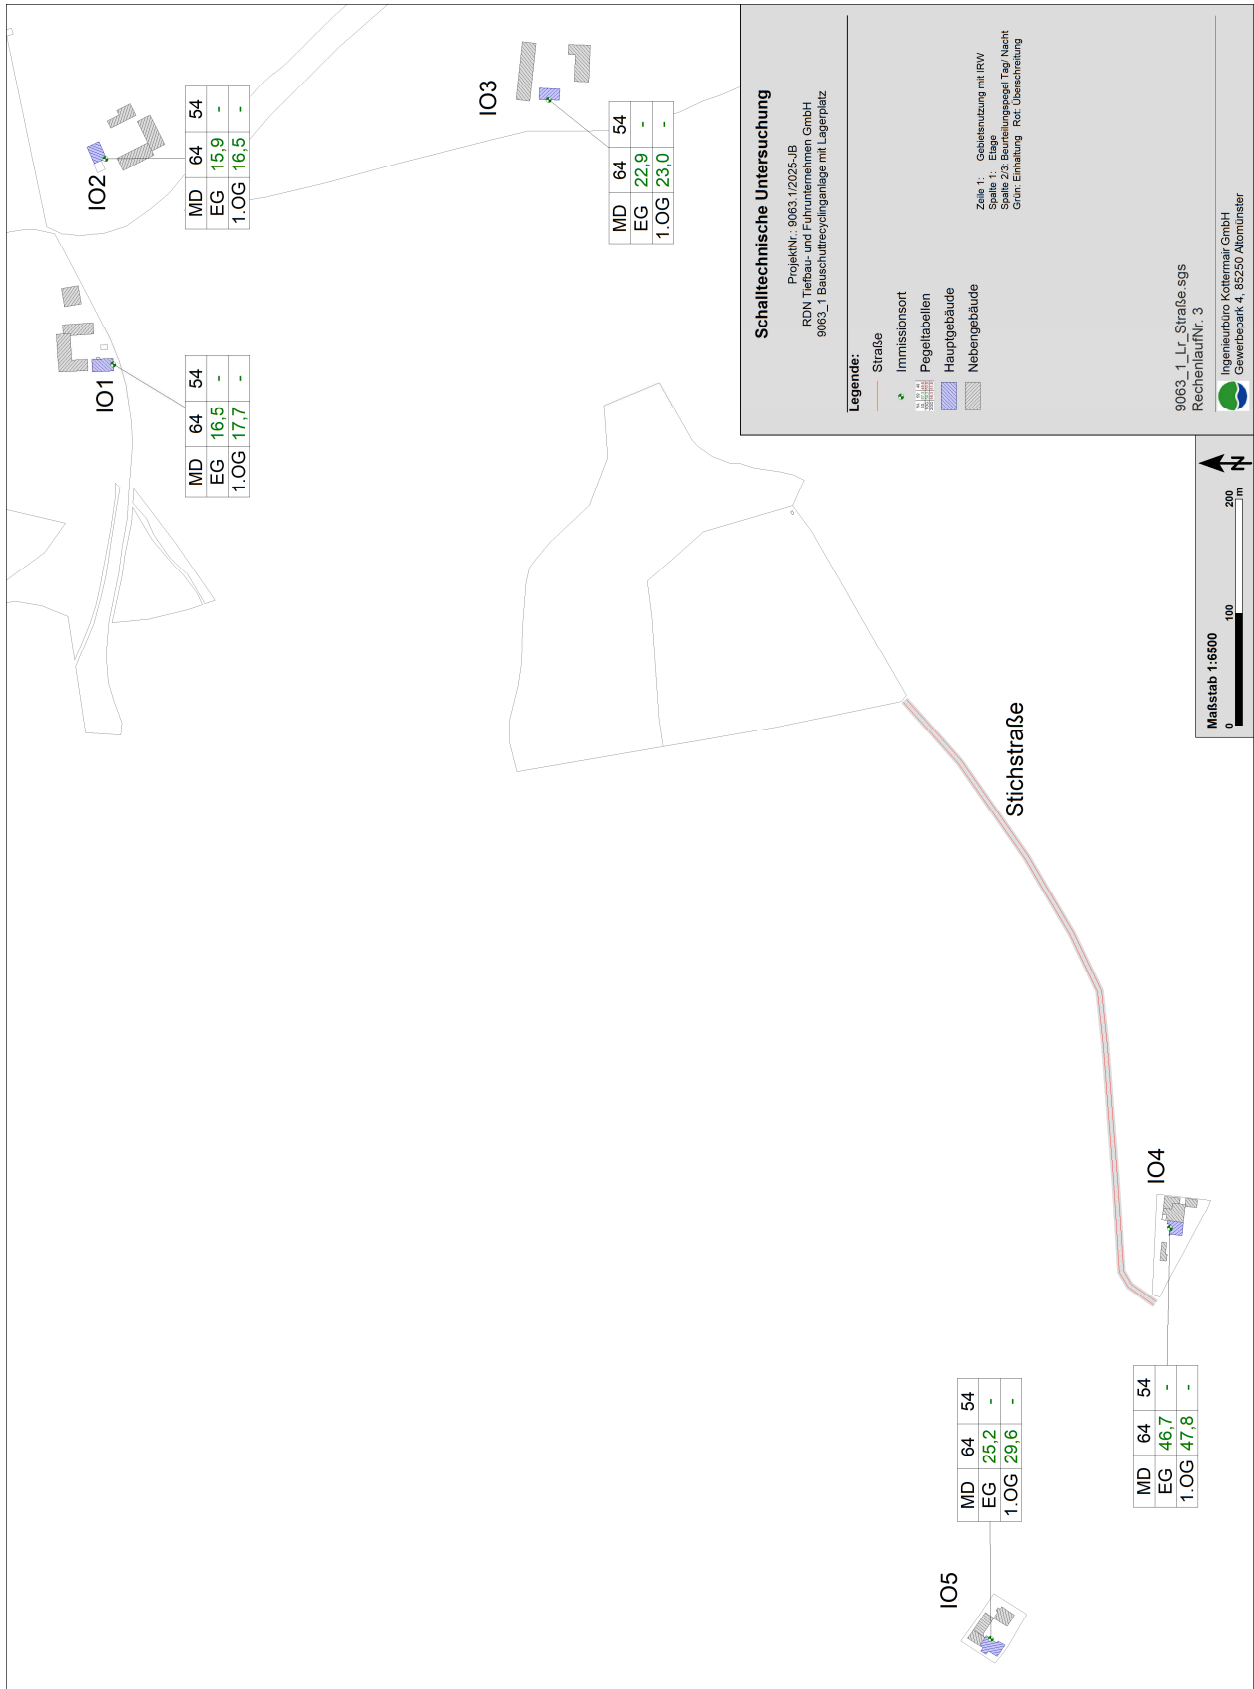 IO2
MD 64 54
EG 15,9 -
1.OG 16,5 -
IO1
MD 64 54
EG 16,5 -
1.OG 17,7 -
IO3
MD 64 54
EG 22,9 -
1.OG 23,0 -
IO5
MD 64 54
EG 25,2 -
1.OG 29,6 -
IO4
MD 64 54
EG 46,7 -
1.OG 47,8 -
Stichstraße
Schalltechnische Untersuchung
ProjektNr.: 9063.1/2025-JB
RDN Tiefbau- und Fuhrunternehmen GmbH
9063_1 Bauschuttrecyclinganlage mit Lagerplatz
Legende:
Straße
Immissionsort
Pegeltabellen
Hauptgebäude
Nebengebäude
Zeile 1: Gebietsnutzung mit IRW
Spalte 1: Etage
Spalte 2/3: Beurteilungspegel Tag/ Nacht
Grün: Einhaltung Rot: Überschreitung
9063_1_Lr_Straße.sgs
RechenlaufNr. 3
Ingenieurbüro Kottermair GmbH
Gewerbepark 4, 85250 Altomünster
Maßstab 1:6500
0 100 200
m
N